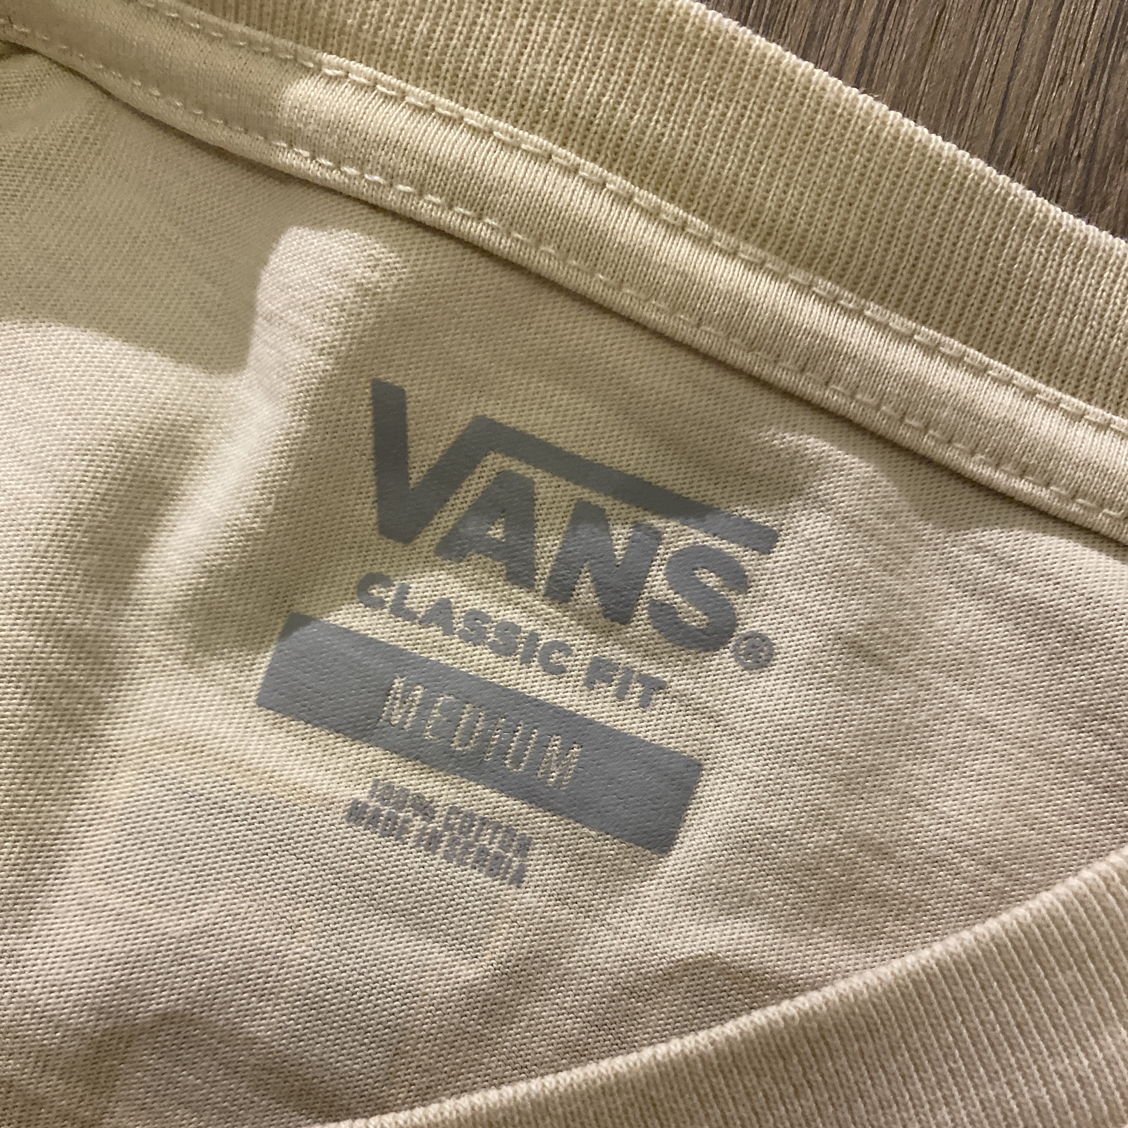 VANS®
CLASSIC FIT
MEDIUM
100% COTTON
MADE IN SERBIA